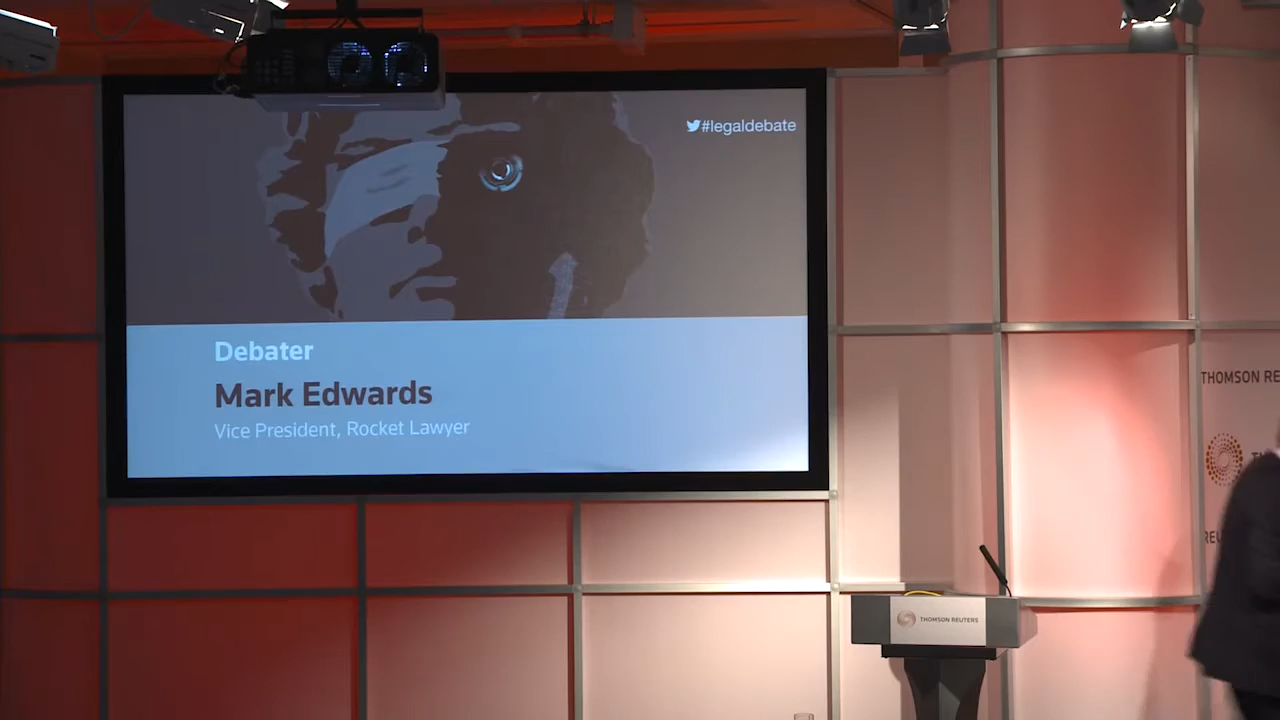 #legaldebate
Debater
Mark Edwards
Vice President, Rocket Lawyer
THOMSON RE
THOMSON REUTERS